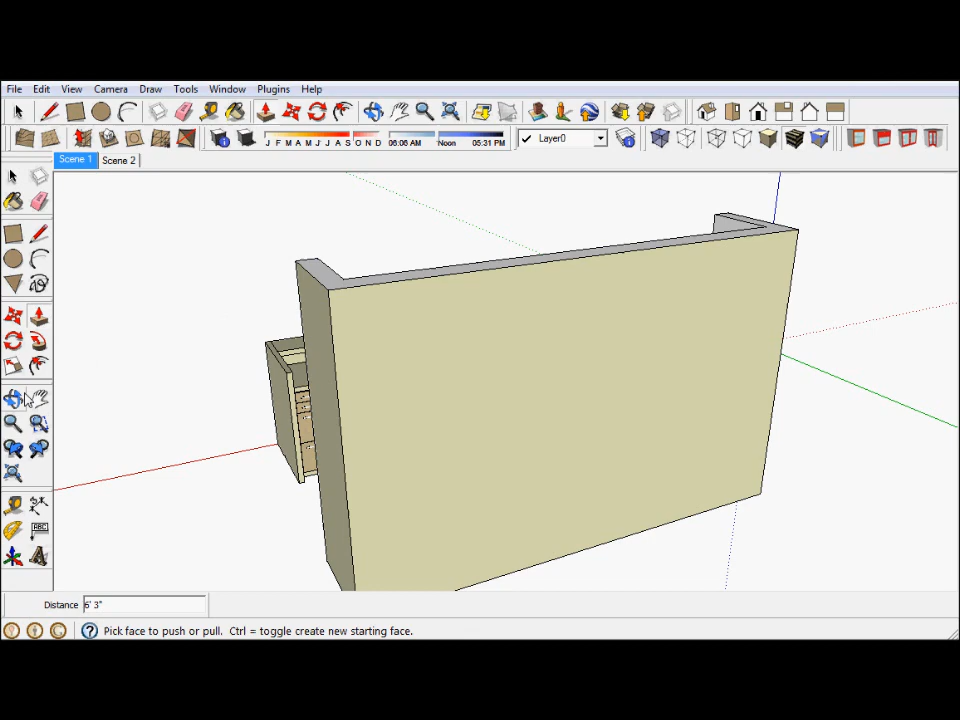 File Edit View Camera Draw Tools Window Plugins Help
J F M A M J J A S O N D 06:06 AM Noon 05:31 PM Layer0
Scene 1 Scene 2
ABC
A
Distance 6' 3"
Pick face to push or pull. Ctrl = toggle create new starting face.